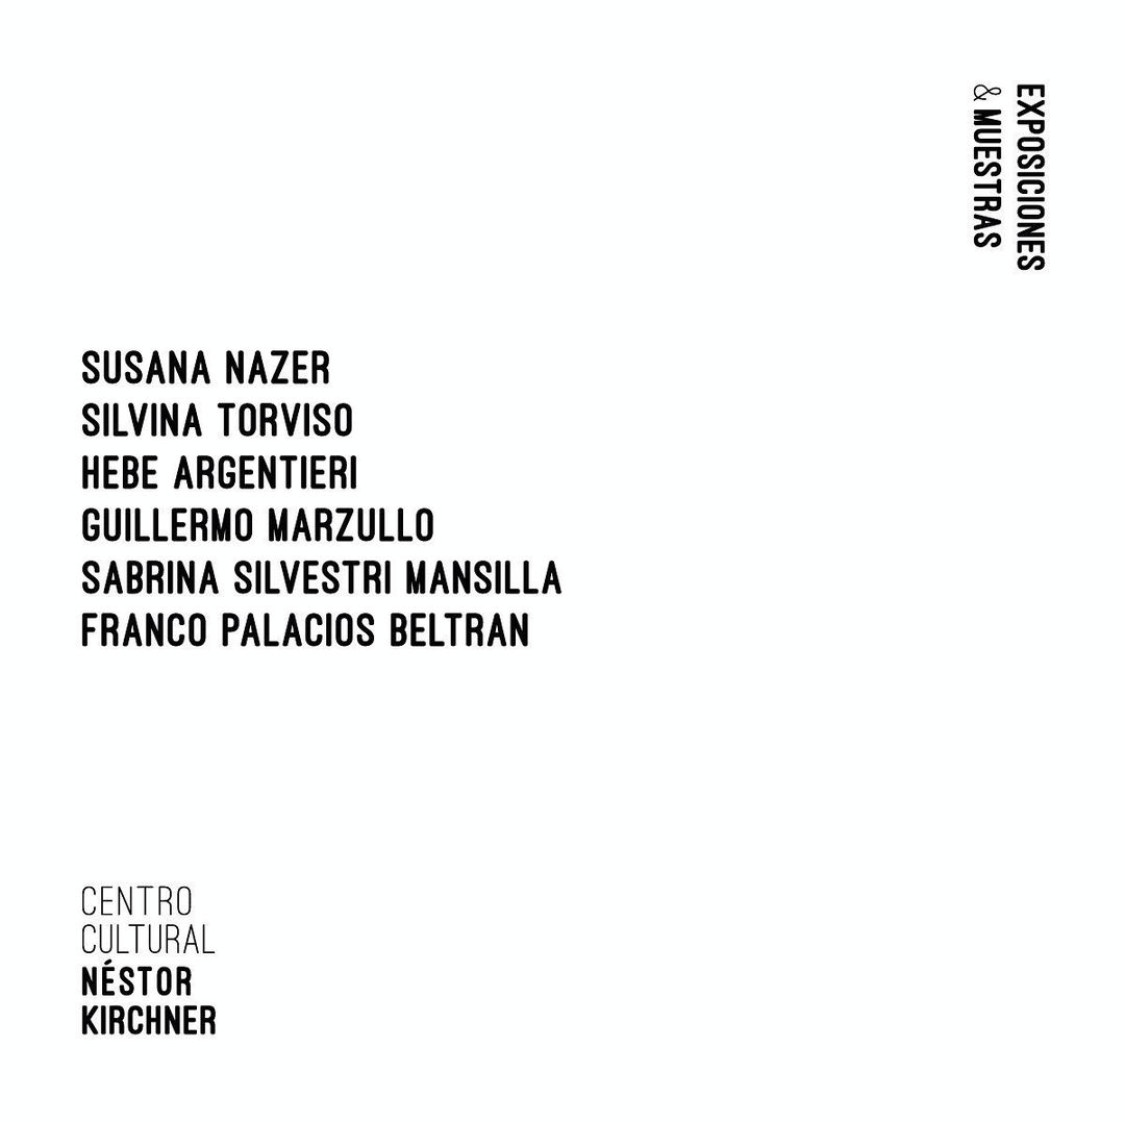 EXPOSICIONES
& MUESTRAS
SUSANA NAZER
SILVINA TORVISO
HEBE ARGENTIERI
GUILLERMO MARZULLO
SABRINA SILVESTRI MANSILLA
FRANCO PALACIOS BELTRAN
CENTRO
CULTURAL
NÉSTOR
KIRCHNER